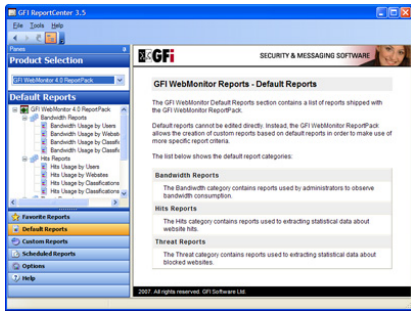 GFI ReportCenter 3.5
File Tools Help
Panes
Product Selection
GFI WebMonitor 4.0 ReportPack
Default Reports
GFI WebMonitor 4.0 ReportPack
Bandwidth Reports
Bandwidth Usage by Users
Bandwidth Usage by Websit
Bandwidth Usage by Classifi
Bandwidth Usage by Classifi
Hits Reports
Hits Usage by Users
Hits Usage by Websites
Hits Usage by Classifications
Hits Usage by Classifications
Favorite Reports
Default Reports
Custom Reports
Scheduled Reports
Options
Help
GFi
SECURITY & MESSAGING SOFTWARE
GFI WebMonitor Reports - Default Reports
The GFI WebMonitor Default Reports section contains a list of reports shipped with
the GFI WebMonitor ReportPack.
Default reports cannot be edited directly. Instead, the GFI WebMonitor ReportPack
allows the creation of custom reports based on default reports in order to make use of
more specific report criteria.
The list below shows the default report categories:
Bandwidth Reports
The Bandwidth category contains reports used by administrators to observe
bandwidth consumption.
Hits Reports
The Hits category contains reports used to extracting statistical data about
website hits.
Threat Reports
The Threat category contains reports used to extracting statistical data about
blocked websites.
2007. All rights reserved. GFI Software Ltd.